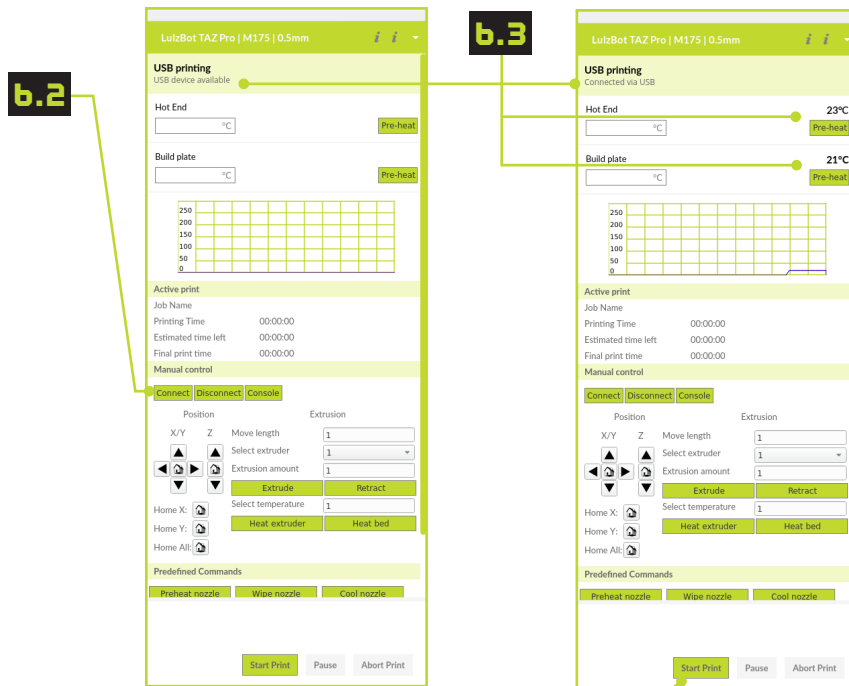 6.2
6.3
LulzBot TAZ Pro | M175 | 0.5mm i i
USB printing
USB device available
Hot End
°C Pre-heat
Build plate
°C Pre-heat
250
200
150
100
50
0
Active print
Job Name
Printing Time 00:00:00
Estimated time left 00:00:00
Final print time 00:00:00
Manual control
Connect Disconnect Console
Position Extrusion
X/Y Z Move length 1
Select extruder 1
Extrusion amount 1
Extrude Retract
Home X: Select temperature 1
Home Y: Heat extruder Heat bed
Home All:
Predefined Commands
Preheat nozzle Wipe nozzle Cool nozzle
Start Print Pause Abort Print
LulzBot TAZ Pro | M175 | 0.5mm i i
USB printing
Connected via USB
Hot End 23°C
°C Pre-heat
Build plate 21°C
°C Pre-heat
250
200
150
100
50
0
Active print
Job Name
Printing Time 00:00:00
Estimated time left 00:00:00
Final print time 00:00:00
Manual control
Connect Disconnect Console
Position Extrusion
X/Y Z Move length 1
Select extruder 1
Extrusion amount 1
Extrude Retract
Home X: Select temperature 1
Home Y: Heat extruder Heat bed
Home All:
Predefined Commands
Preheat nozzle Wipe nozzle Cool nozzle
Start Print Pause Abort Print